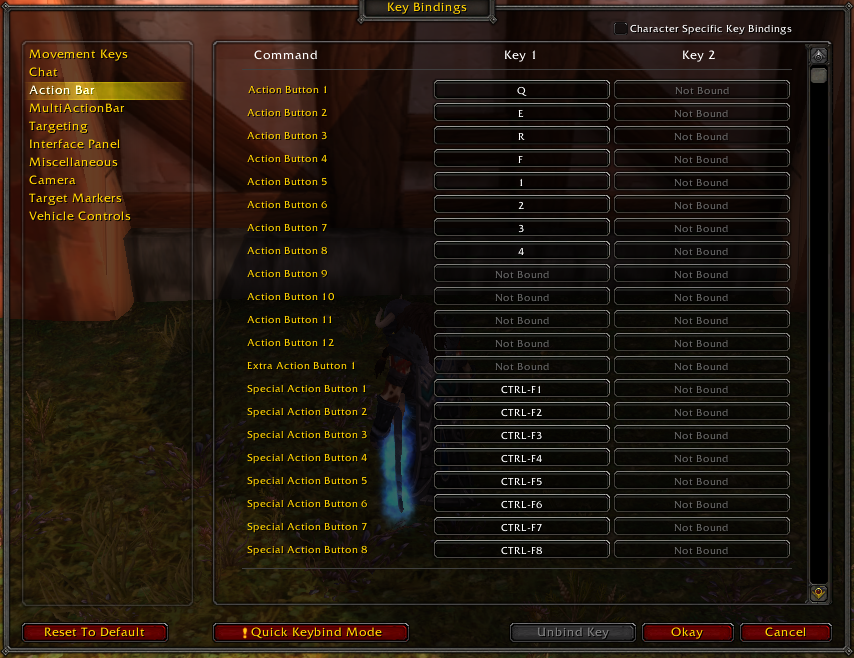 Key Bindings
Character Specific Key Bindings
Movement Keys
Chat
Action Bar
MultiActionBar
Targeting
Interface Panel
Miscellaneous
Camera
Target Markers
Vehicle Controls
Command Key 1 Key 2
Action Button 1 Q Not Bound
Action Button 2 E Not Bound
Action Button 3 R Not Bound
Action Button 4 F Not Bound
Action Button 5 1 Not Bound
Action Button 6 2 Not Bound
Action Button 7 3 Not Bound
Action Button 8 4 Not Bound
Action Button 9 Not Bound Not Bound
Action Button 10 Not Bound Not Bound
Action Button 11 Not Bound Not Bound
Action Button 12 Not Bound Not Bound
Extra Action Button 1 Not Bound Not Bound
Special Action Button 1 CTRL-F1 Not Bound
Special Action Button 2 CTRL-F2 Not Bound
Special Action Button 3 CTRL-F3 Not Bound
Special Action Button 4 CTRL-F4 Not Bound
Special Action Button 5 CTRL-F5 Not Bound
Special Action Button 6 CTRL-F6 Not Bound
Special Action Button 7 CTRL-F7 Not Bound
Special Action Button 8 CTRL-F8 Not Bound
Reset To Default ! Quick Keybind Mode Unbind Key Okay Cancel